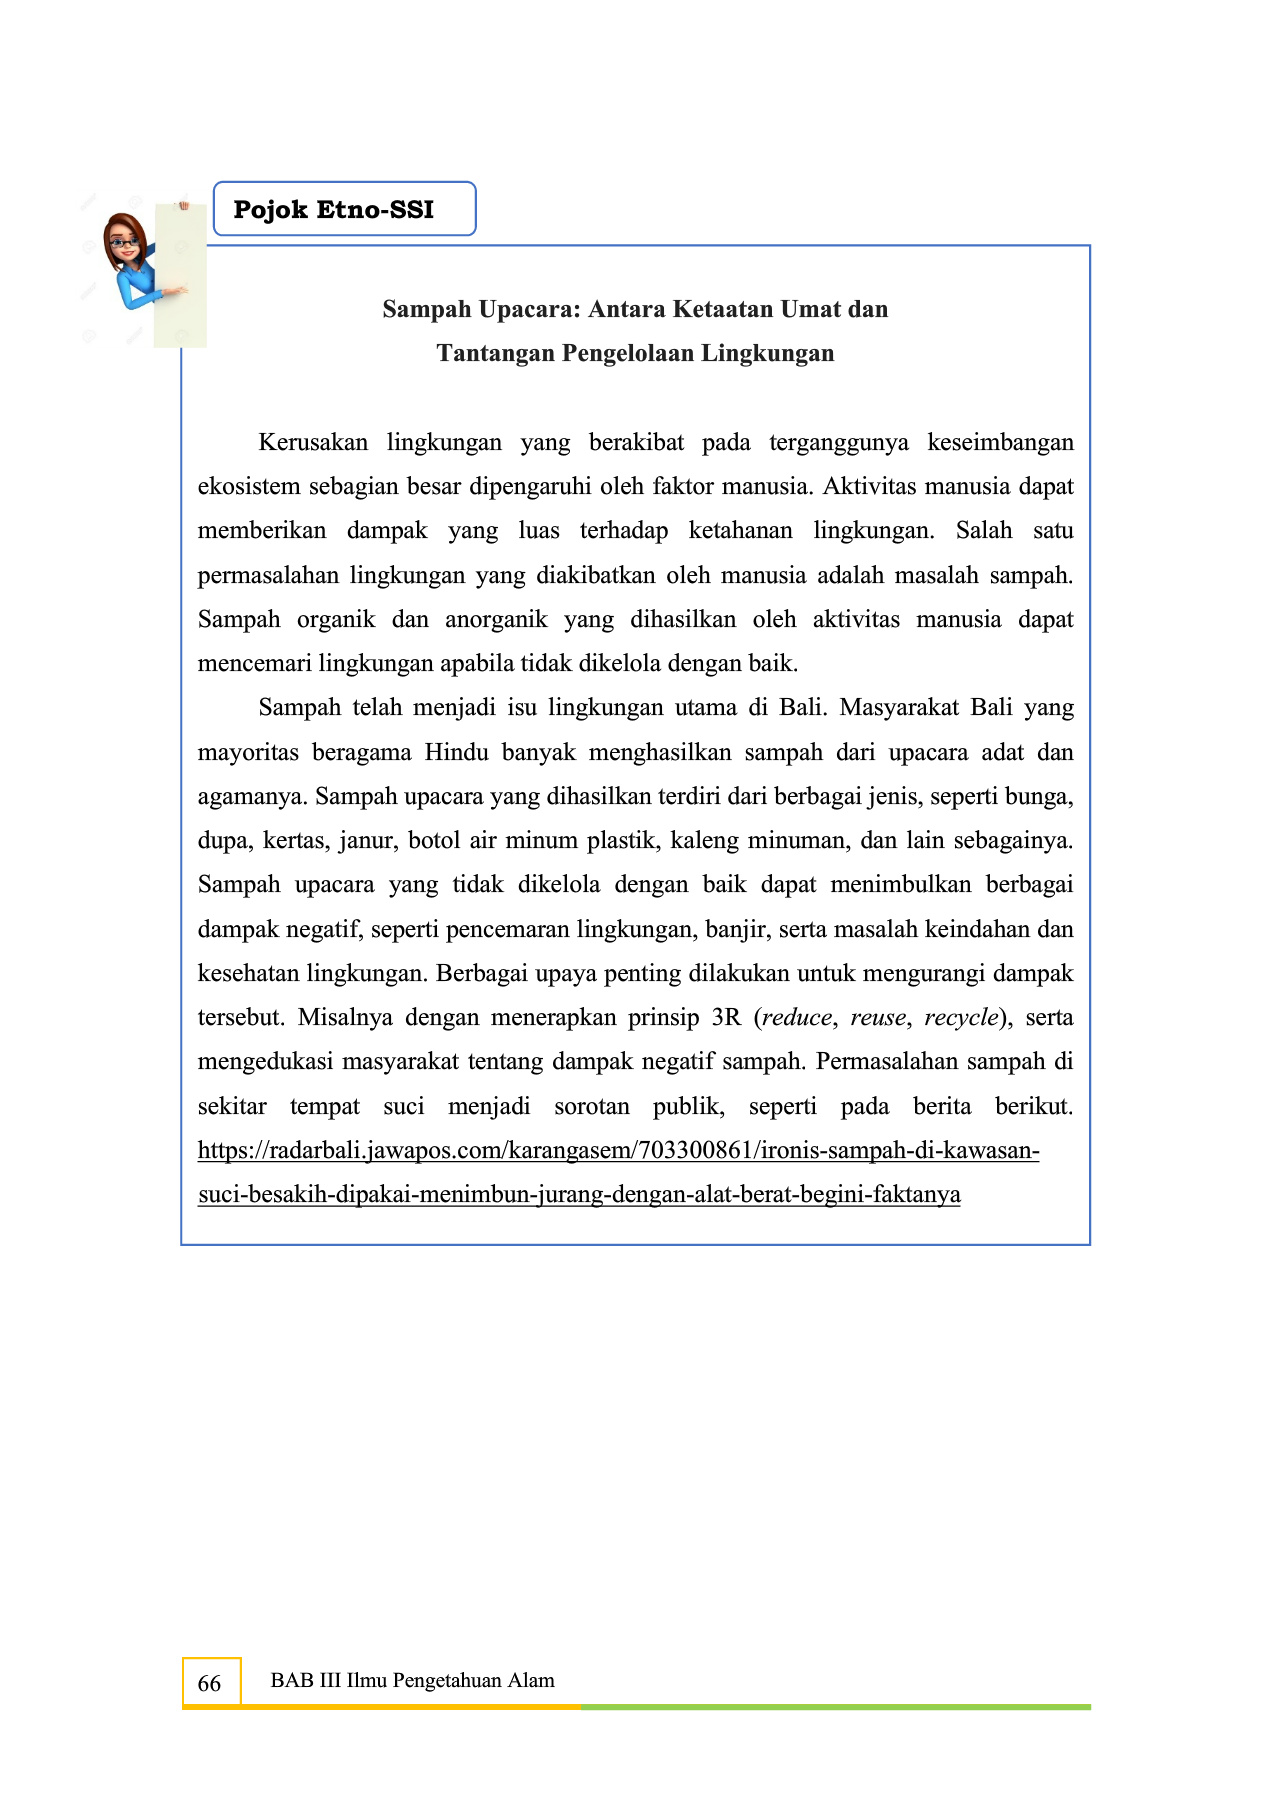 Pojok Etno-SSI
Sampah Upacara: Antara Ketaatan Umat dan
Tantangan Pengelolaan Lingkungan
Kerusakan lingkungan yang berakibat pada terganggunya keseimbangan
ekosistem sebagian besar dipengaruhi oleh faktor manusia. Aktivitas manusia dapat
memberikan dampak yang luas terhadap ketahanan lingkungan. Salah satu
permasalahan lingkungan yang diakibatkan oleh manusia adalah masalah sampah.
Sampah organik dan anorganik yang dihasilkan oleh aktivitas manusia dapat
mencemari lingkungan apabila tidak dikelola dengan baik.
Sampah telah menjadi isu lingkungan utama di Bali. Masyarakat Bali yang
mayoritas beragama Hindu banyak menghasilkan sampah dari upacara adat dan
agamanya. Sampah upacara yang dihasilkan terdiri dari berbagai jenis, seperti bunga,
dupa, kertas, janur, botol air minum plastik, kaleng minuman, dan lain sebagainya.
Sampah upacara yang tidak dikelola dengan baik dapat menimbulkan berbagai
dampak negatif, seperti pencemaran lingkungan, banjir, serta masalah keindahan dan
kesehatan lingkungan. Berbagai upaya penting dilakukan untuk mengurangi dampak
tersebut. Misalnya dengan menerapkan prinsip 3R (reduce, reuse, recycle), serta
mengedukasi masyarakat tentang dampak negatif sampah. Permasalahan sampah di
sekitar tempat suci menjadi sorotan publik, seperti pada berita berikut.
https://radarbali.jawapos.com/karangasem/703300861/ironis-sampah-di-kawasan-
suci-besakih-dipakai-menimbun-jurang-dengan-alat-berat-begini-faktanya
66
BAB III Ilmu Pengetahuan Alam